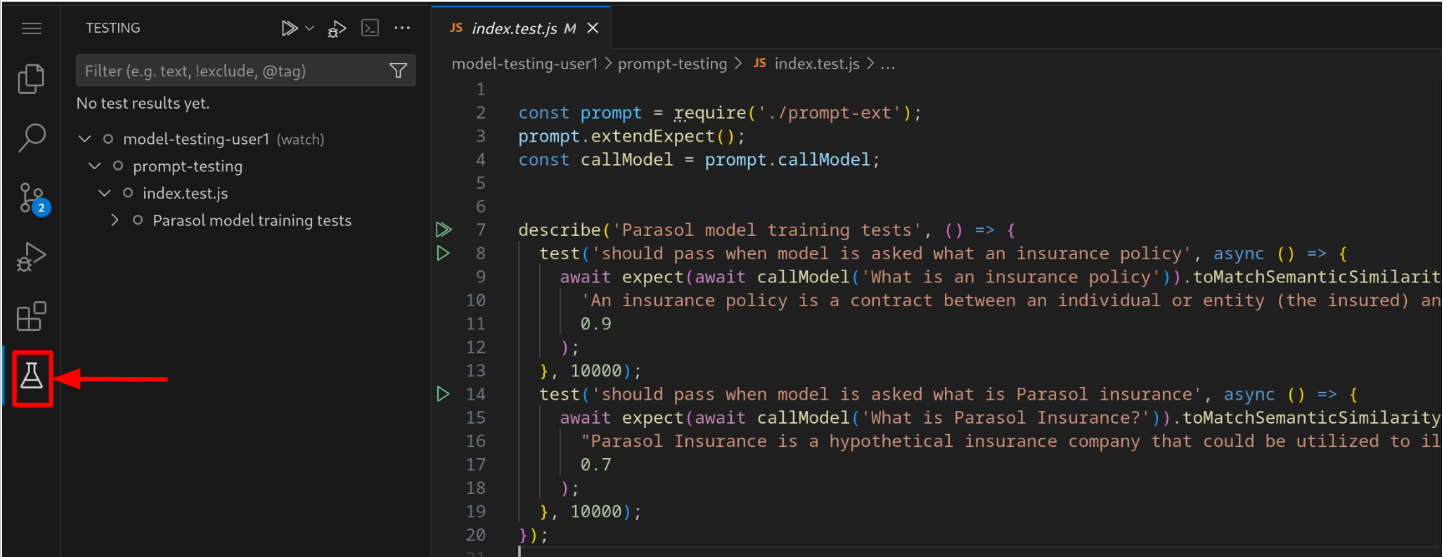 TESTING
Filter (e.g. text, !exclude, @tag)
No test results yet.
model-testing-user1 (watch)
prompt-testing
index.test.js
Parasol model training tests
2
JS index.test.js M
model-testing-user1 > prompt-testing > JS index.test.js > ...
1
2 const prompt = require('./prompt-ext');
3 prompt.extendExpect();
4 const callModel = prompt.callModel;
5
6
7 describe('Parasol model training tests', () => {
8 test('should pass when model is asked what an insurance policy', async () => {
9 await expect(await callModel('What is an insurance policy')).toMatchSemanticSimilarit
10 'An insurance policy is a contract between an individual or entity (the insured) an
11 0.9
12 );
13 }, 10000);
14 test('should pass when model is asked what is Parasol insurance', async () => {
15 await expect(await callModel('What is Parasol Insurance?')).toMatchSemanticSimilarity
16 "Parasol Insurance is a hypothetical insurance company that could be utilized to il
17 0.7
18 );
19 }, 10000);
20 });
21